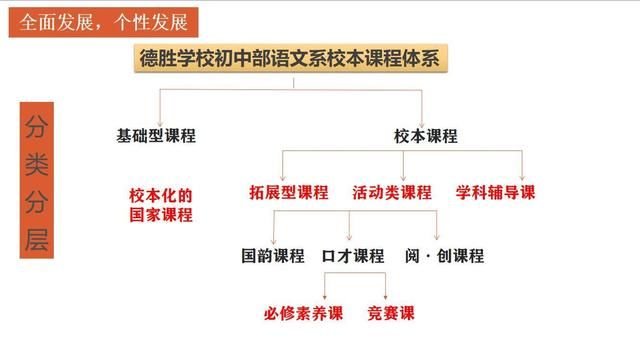 全面发展，个性发展
德胜学校初中部语文系校本课程体系
分类分层
基础型课程
校本课程
校本化的
国家课程
拓展型课程
活动类课程
学科辅导课
国韵课程
口才课程
阅·创课程
必修素养课
竞赛课